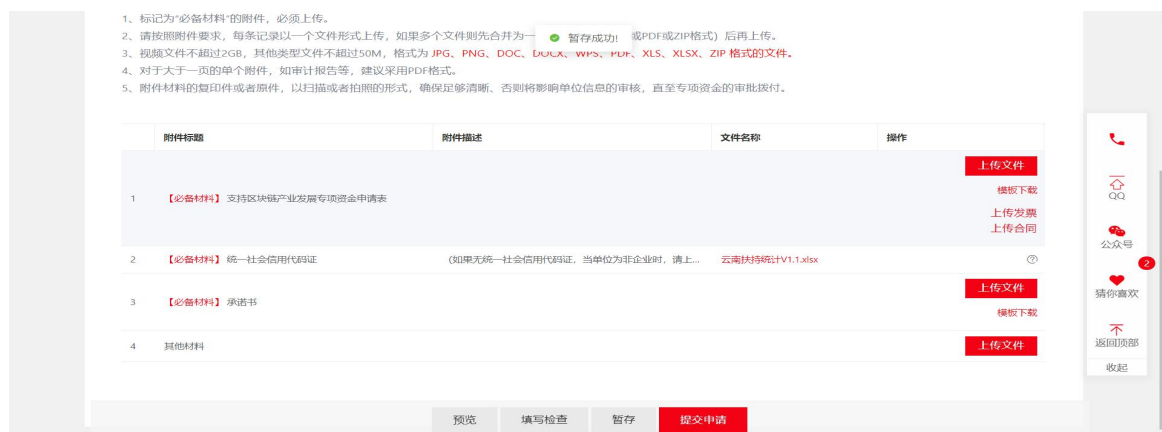 1、标记为"必备材料"的附件，必须上传。
2、请按照附件要求，每条记录以一个文件形式上传，如果多个文件则先合并为一 或PDF或ZIP格式）后再上传。
暂存成功!
3、视频文件不超过2GB，其他类型文件不超过50M，格式为 JPG、PNG、DOC、DOCX、WPS、PDF、XLS、XLSX、ZIP 格式的文件。
4、对于大于一页的单个附件，如审计报告等，建议采用PDF格式。
5、附件材料的复印件或者原件，以扫描或者拍照的形式，确保足够清晰、否则将影响单位信息的审核，直至专项资金的审批拨付。
附件标题 附件描述 文件名称 操作
上传文件
模板下载
1 【必备材料】 支持区块链产业发展专项资金申请表
上传发票
上传合同
2 【必备材料】 统一社会信用代码证 (如果无统一社会信用代码证，当单位为非企业时，请上... 云南扶持统计V1.1.xlsx
上传文件
3 【必备材料】 承若书
模板下载
4 其他材料 上传文件
预览 填写检查 暂存 提交申请
QQ
公众号
2
猜你喜欢
返回顶部
收起